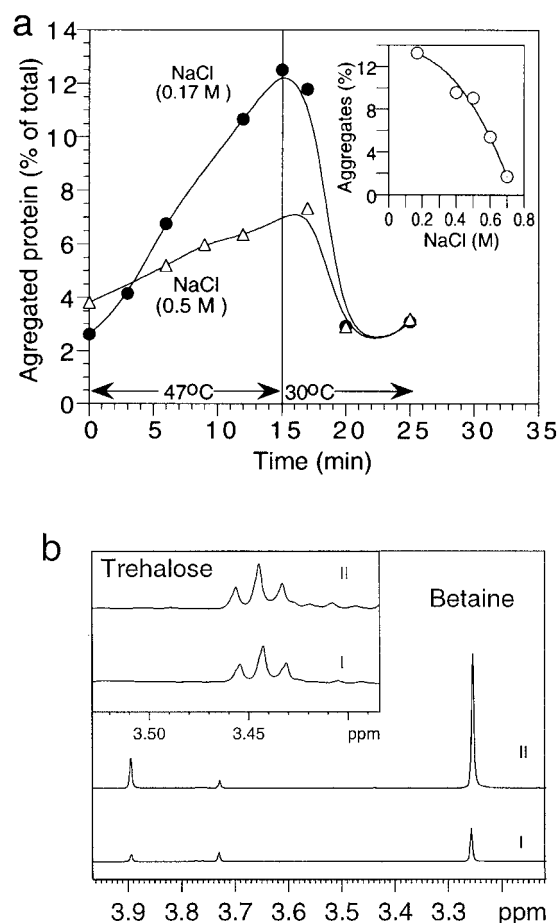 a
14
12
10
8
6
4
2
0
Agregated protein (% of total)
NaCl
(0.17 M )
NaCl
(0.5 M )
47ºC
30ºC
0 5 10 15 20 25 30 35
Time (min)
12
8
4
0
Aggregates (%)
0 0.2 0.4 0.6 0.8
NaCl (M)
b
Trehalose
II
I
3.50 3.45 ppm
Betaine
II
I
3.9 3.8 3.7 3.6 3.5 3.4 3.3 ppm